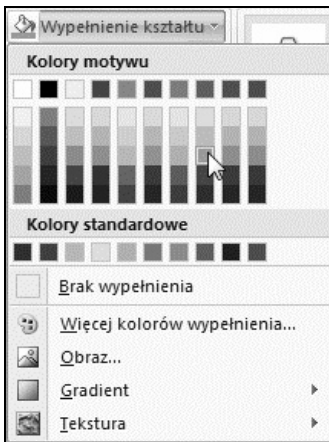 Wypełnienie kształtu
Kolory motywu
Kolory standardowe
Brak wypełnienia
Więcej kolorów wypełnienia...
Obraz...
Gradient
Tekstura